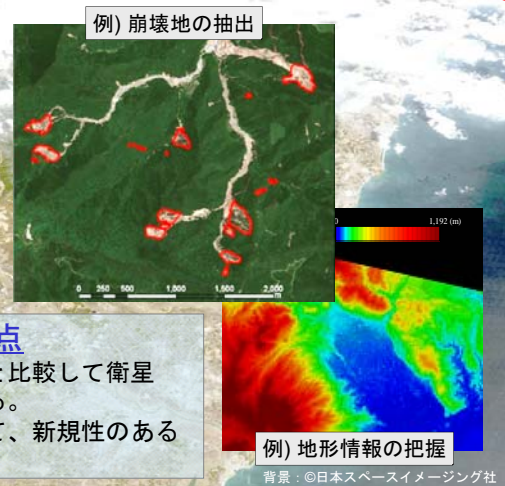 例) 崩壊地の抽出
0 250 500 1,000 1,500 2,000
m
0 1,192 (m)
点
比較して衛星
。
、新規性のある
例) 地形情報の把握
背景：©日本スペースイメージング社